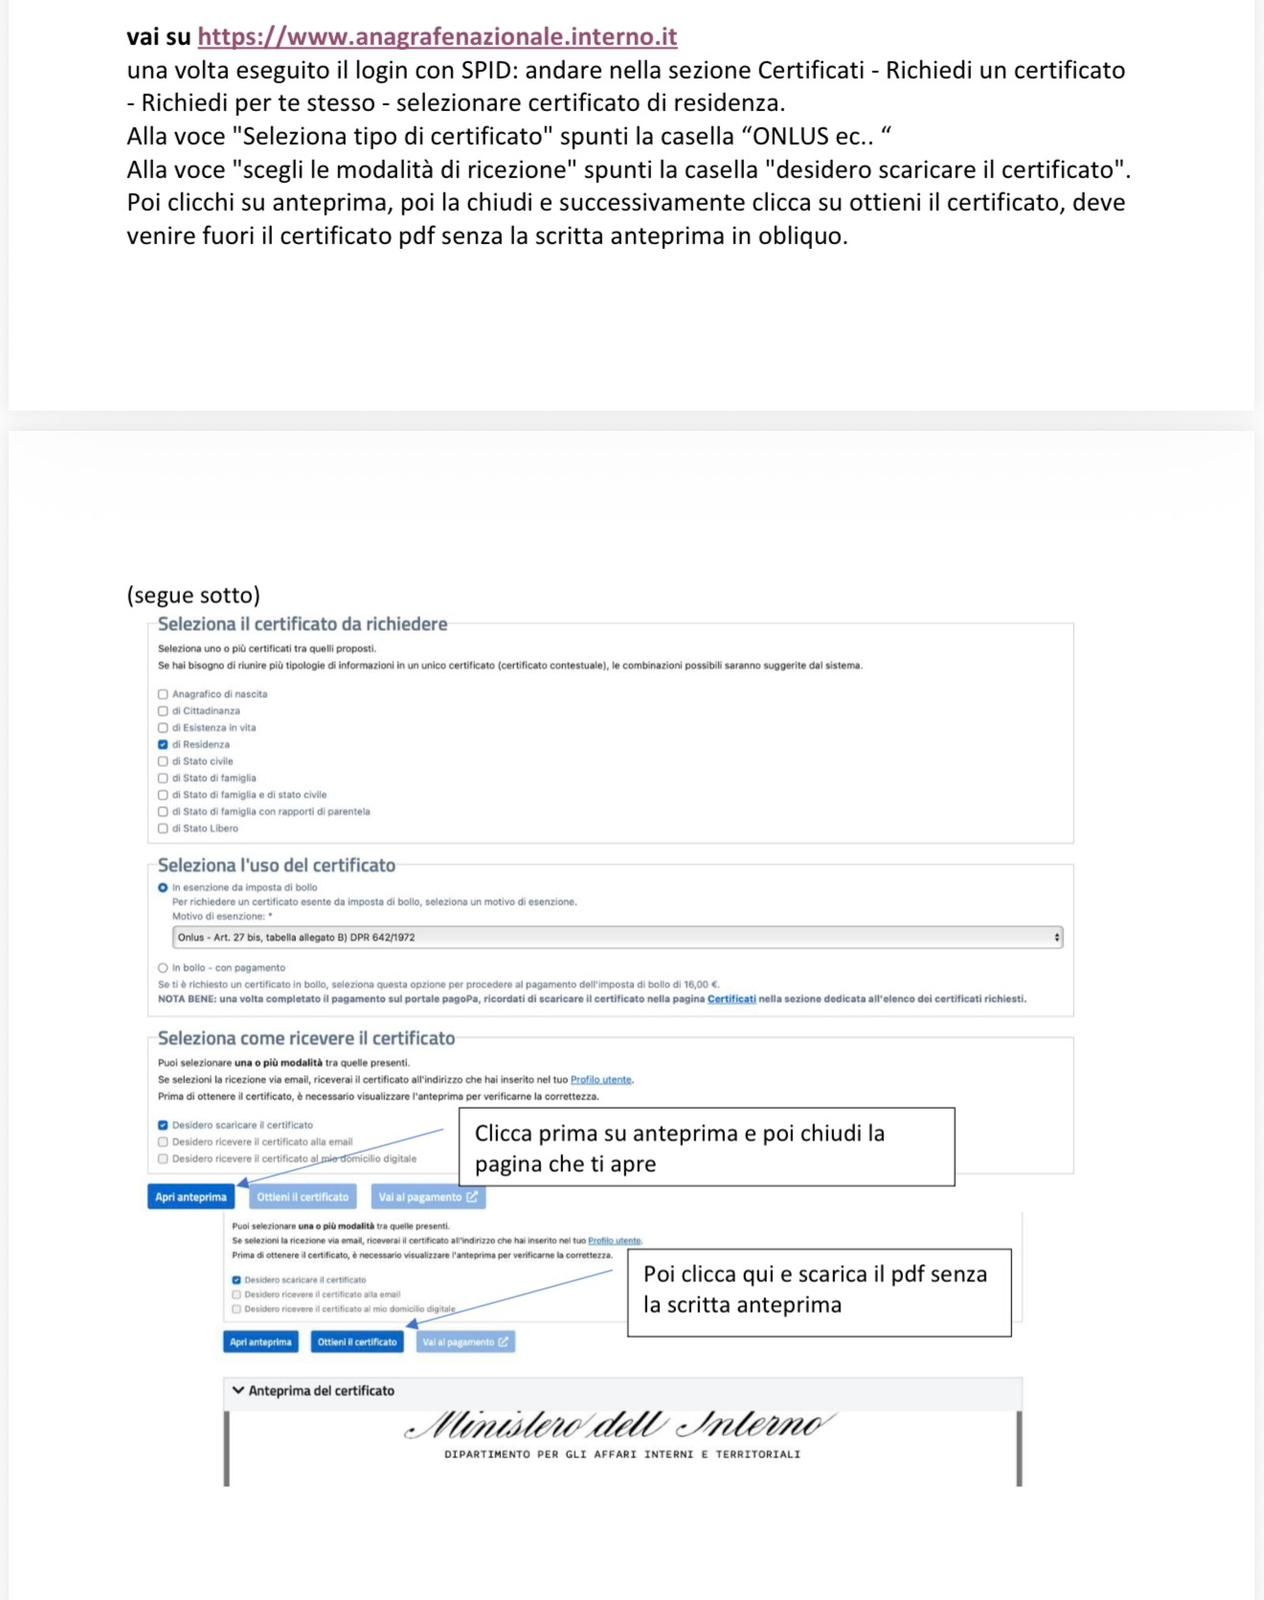 vai su https://www.anagrafenazionale.interno.it
una volta eseguito il login con SPID: andare nella sezione Certificati - Richiedi un certificato
- Richiedi per te stesso - selezionare certificato di residenza.
Alla voce "Seleziona tipo di certificato" spunti la casella “ONLUS ec.. “
Alla voce "scegli le modalità di ricezione" spunti la casella "desidero scaricare il certificato".
Poi clicchi su anteprima, poi la chiudi e successivamente clicca su ottieni il certificato, deve
venire fuori il certificato pdf senza la scritta anteprima in obliquo.
(segue sotto)
Seleziona il certificato da richiedere
Seleziona uno o più certificati tra quelli proposti.
Se hai bisogno di riunire più tipologie di informazioni in un unico certificato (certificato contestuale), le combinazioni possibili saranno suggerite dal sistema.
Anagrafico di nascita
di Cittadinanza
di Esistenza in vita
di Residenza
di Stato civile
di Stato di famiglia
di Stato di famiglia e di stato civile
di Stato di famiglia con rapporti di parentela
di Stato Libero
Seleziona l'uso del certificato
In esenzione da imposta di bollo
Per richiedere un certificato esente da imposta di bollo, seleziona un motivo di esenzione.
Motivo di esenzione: *
Onlus - Art. 27 bis, tabella allegato B) DPR 642/1972
In bollo - con pagamento
Se ti è richiesto un certificato in bollo, seleziona questa opzione per procedere al pagamento dell'imposta di bollo di 16,00 €.
NOTA BENE: una volta completato il pagamento sul portale pagoPa, ricordati di scaricare il certificato nella pagina Certificati nella sezione dedicata all'elenco dei certificati richiesti.
Seleziona come ricevere il certificato
Puoi selezionare una o più modalità tra quelle presenti.
Se selezioni la ricezione via email, riceverai il certificato all'indirizzo che hai inserito nel tuo Profilo utente.
Prima di ottenere il certificato, è necessario visualizzare l'anteprima per verificarne la correttezza.
Desidero scaricare il certificato
Desidero ricevere il certificato alla email
Desidero ricevere il certificato al mio domicilio digitale
Clicca prima su anteprima e poi chiudi la
pagina che ti apre
Apri anteprima Ottieni il certificato Vai al pagamento
Puoi selezionare una o più modalità tra quelle presenti.
Se selezioni la ricezione via email, riceverai il certificato all'indirizzo che hai inserito nel tuo Profilo utente.
Prima di ottenere il certificato, è necessario visualizzare l'anteprima per verificarne la correttezza.
Desidero scaricare il certificato
Desidero ricevere il certificato alla email
Desidero ricevere il certificato al mio domicilio digitale
Poi clicca qui e scarica il pdf senza
la scritta anteprima
Apri anteprima Ottieni il certificato Vai al pagamento
Anteprima del certificato
Ministero dell'Interno
DIPARTIMENTO PER GLI AFFARI INTERNI E TERRITORIALI